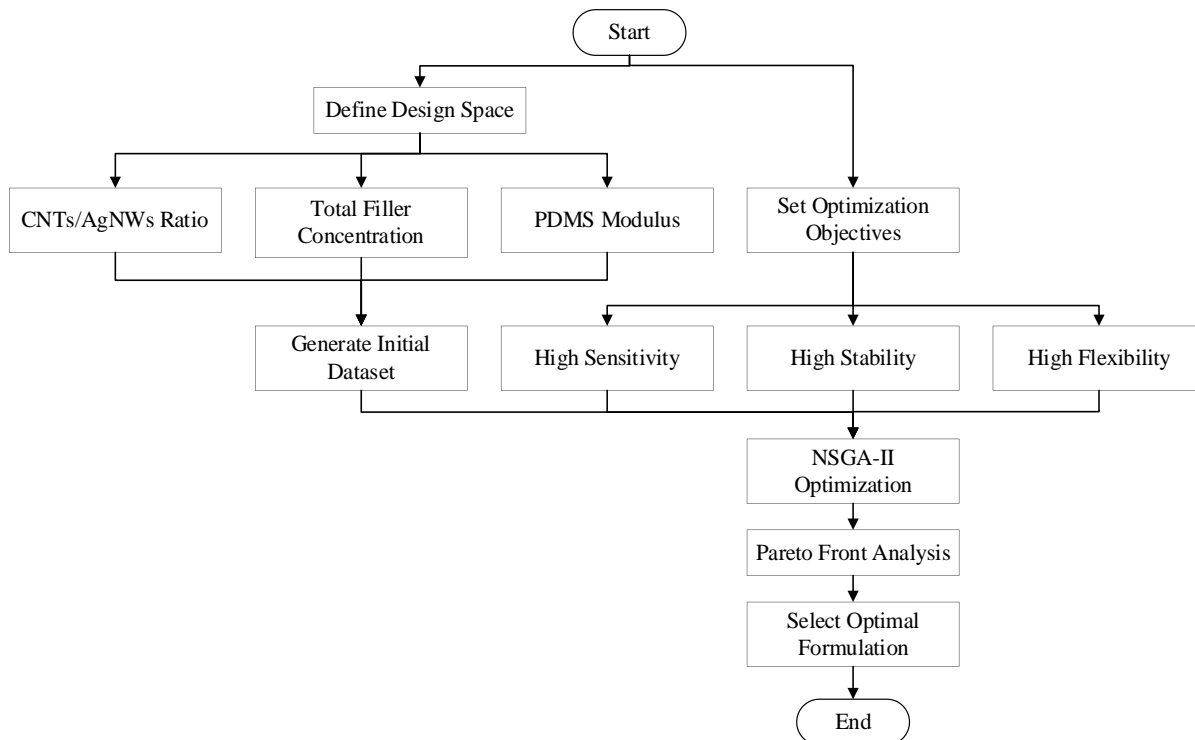 Start
Define Design Space
CNTs/AgNWs Ratio
Total Filler
Concentration
PDMS Modulus
Set Optimization
Objectives
Generate Initial
Dataset
High Sensitivity
High Stability
High Flexibility
NSGA-II
Optimization
Pareto Front Analysis
Select Optimal
Formulation
End